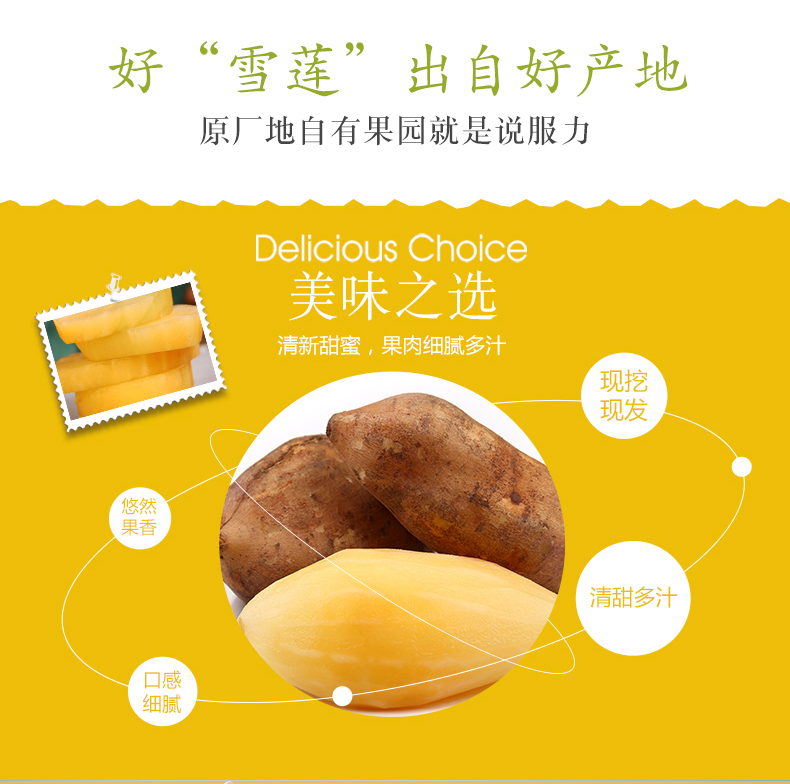 好“雪莲”出自好产地
原厂地自有果园就是说服力
Delicious Choice
美味之选
清新甜蜜，果肉细腻多汁
现挖
现发
悠然
果香
清甜多汁
口感
细腻